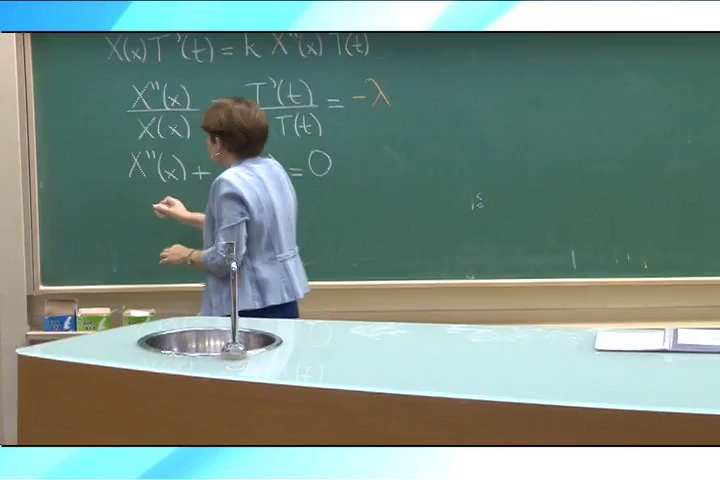 X(x) T'(t) = k X"(x) T(t)
X"(x) T'(t) = -λ
X(x) T(t)
X"(x) + = 0